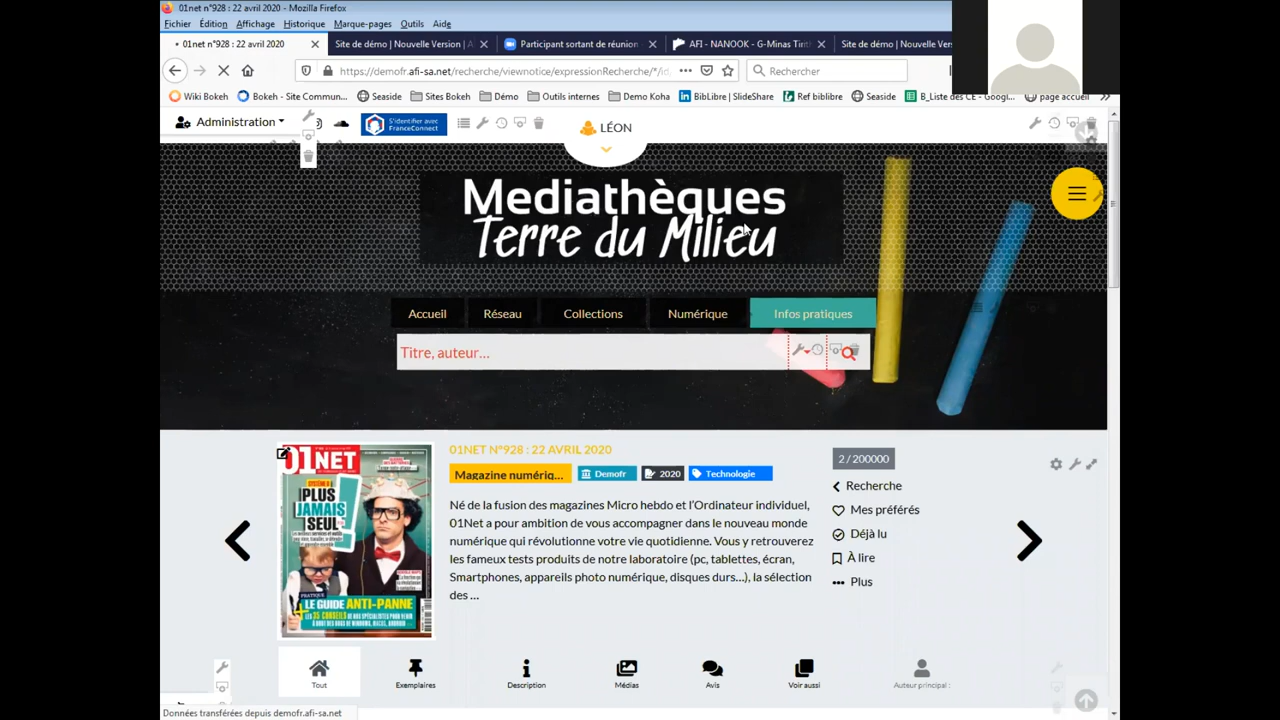 01net n°928 : 22 avril 2020 - Mozilla Firefox
Fichier Édition Affichage Historique Marque-pages Outils Aide
01net n°928 : 22 avril 2020
Site de démo | Nouvelle Version | A
Participant sortant de réunion
AFI - NANOOK - G-Minas Tirith
Site de démo | Nouvelle Vers
https://demofr.afi-sa.net/recherche/viewnotice/expressionRecherche/*/id
Rechercher
Wiki Bokeh
Bokeh - Site Commun...
Seaside
Sites Bokeh
Démo
Outils internes
Demo Koha
BibLibre | SlideShare
Ref biblibre
Seaside
B_Liste des CE - Googl...
page accueil
Administration
S'identifier avec
FranceConnect
LÉON
Mediathèques
Terre du Milieu
Accueil
Réseau
Collections
Numérique
Infos pratiques
Titre, auteur...
01NET N°928 : 22 AVRIL 2020
Magazine numériq...
Demofr
2020
Technologie
Né de la fusion des magazines Micro hebdo et l'Ordinateur individuel,
01Net a pour ambition de vous accompagner dans le nouveau monde
numérique qui révolutionne votre vie quotidienne. Vous y retrouverez
les fameux tests produits de notre laboratoire (pc, tablettes, écran,
Smartphones, appareils photo numérique, disques durs...), la sélection
des ...
2 / 200000
Recherche
Mes préférés
Déjà lu
À lire
Plus
01NET
PLUS
JAMAIS
SEUL
PRATIQUE
LE GUIDE ANTI-PANNE
Tout
Exemplaires
Description
Médias
Avis
Voir aussi
Auteur principal :
Données transférées depuis demofr.afi-sa.net